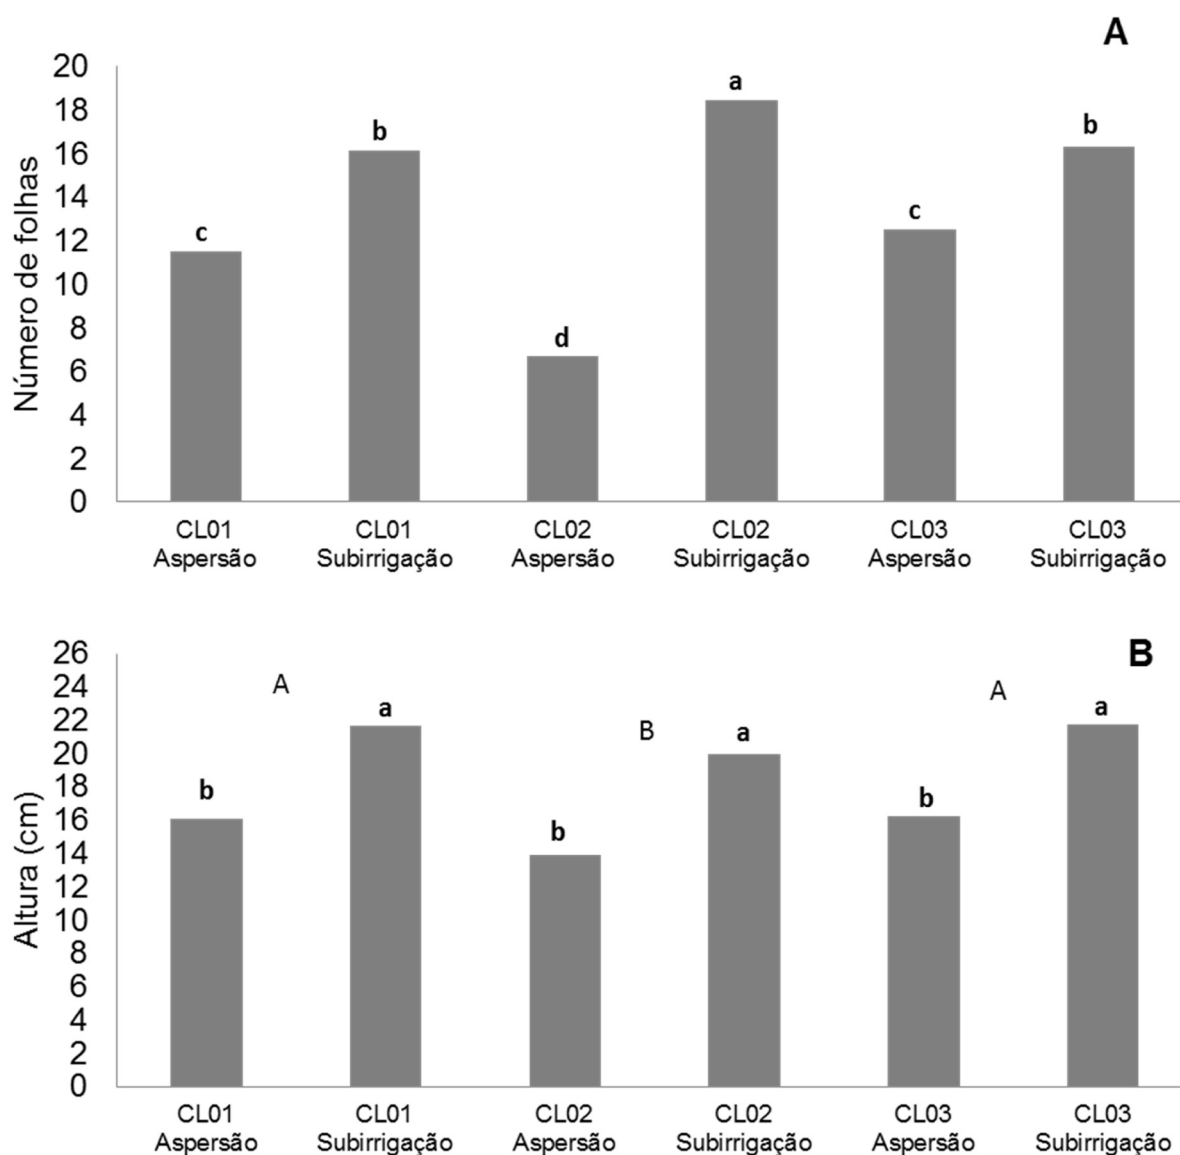 A
Número de folhas
20
18
16
14
12
10
8
6
4
2
0
c
b
d
a
c
b
CL01
Aspersão
CL01
Subirrigação
CL02
Aspersão
CL02
Subirrigação
CL03
Aspersão
CL03
Subirrigação
B
Altura (cm)
26
24
22
20
18
16
14
12
10
8
6
4
2
0
A
B
A
b
a
b
a
b
a
CL01
Aspersão
CL01
Subirrigação
CL02
Aspersão
CL02
Subirrigação
CL03
Aspersão
CL03
Subirrigação